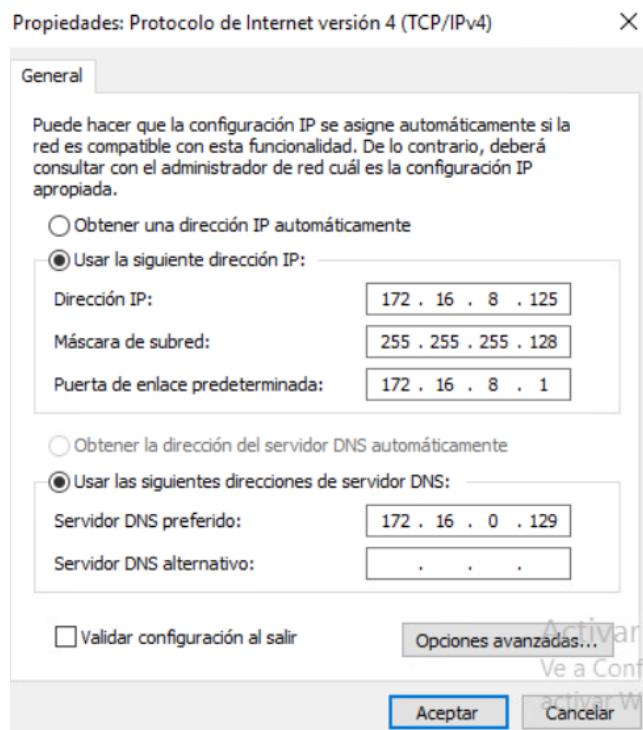 Propiedades: Protocolo de Internet versión 4 (TCP/IPv4)
General
Puede hacer que la configuración IP se asigne automáticamente si la
red es compatible con esta funcionalidad. De lo contrario, deberá
consultar con el administrador de red cuál es la configuración IP
apropiada.
Obtener una dirección IP automáticamente
Usar la siguiente dirección IP:
Dirección IP: 172 . 16 . 8 . 125
Máscara de subred: 255 . 255 . 255 . 128
Puerta de enlace predeterminada: 172 . 16 . 8 . 1
Obtener la dirección del servidor DNS automáticamente
Usar las siguientes direcciones de servidor DNS:
Servidor DNS preferido: 172 . 16 . 0 . 129
Servidor DNS alternativo: . . .
Validar configuración al salir
Opciones avanzadas...
Activar
Ve a Conf
activar W
Aceptar Cancelar